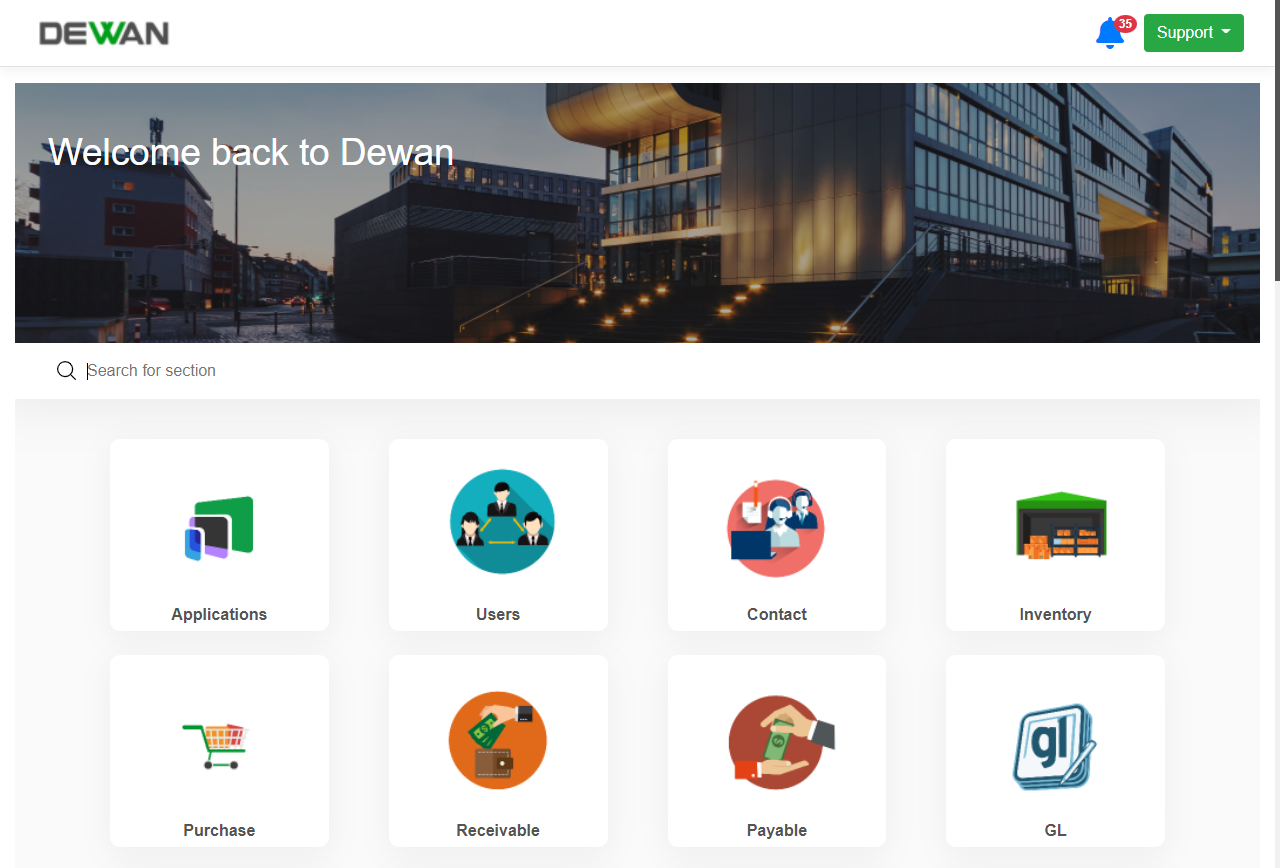 DEWAN
35
Support
Welcome back to Dewan
Search for section
Applications
Users
Contact
Inventory
Purchase
Receivable
Payable
gl
GL